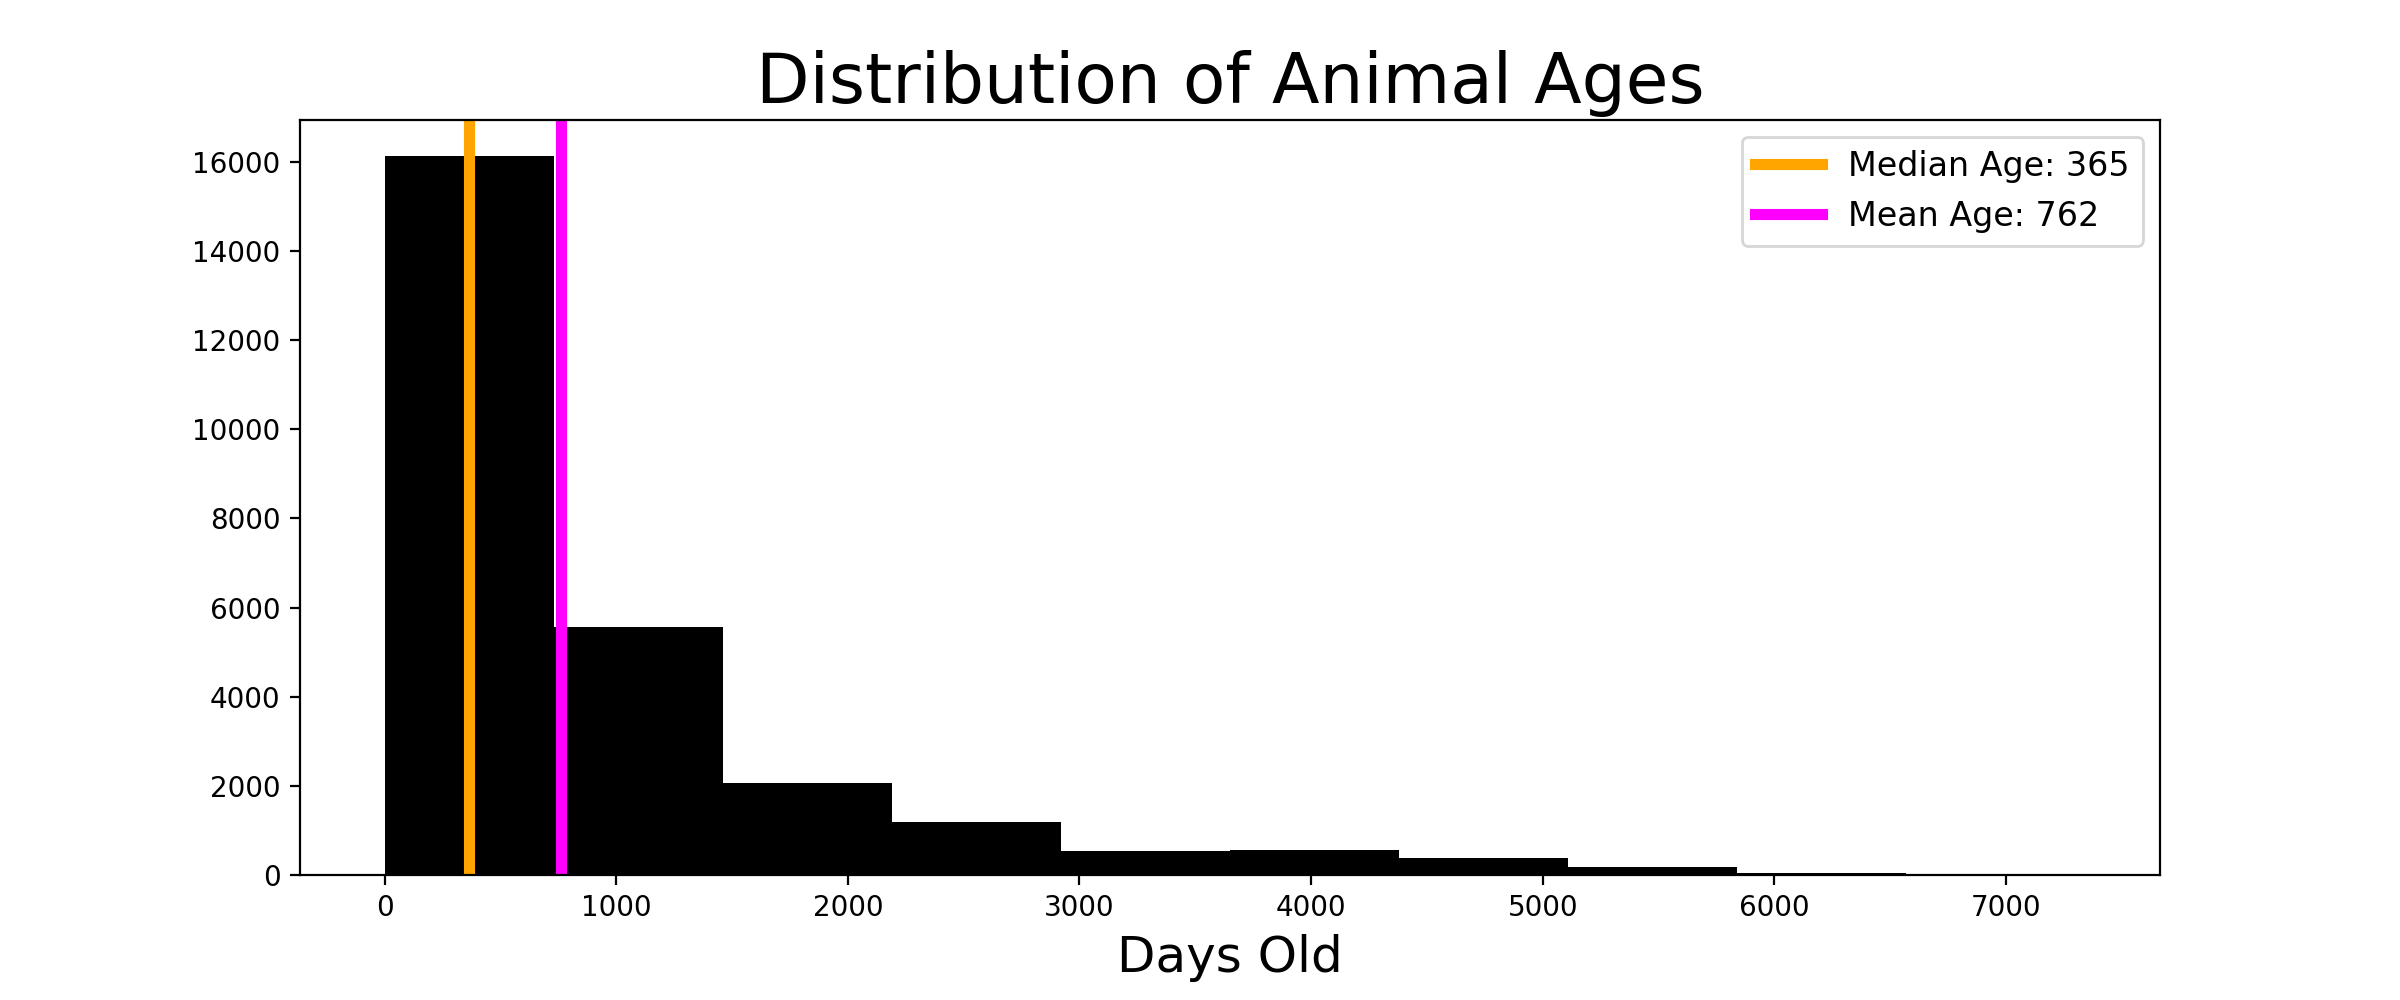 Distribution of Animal Ages
Median Age: 365
Mean Age: 762
16000
14000
12000
10000
8000
6000
4000
2000
0
0 1000 2000 3000 4000 5000 6000 7000
Days Old